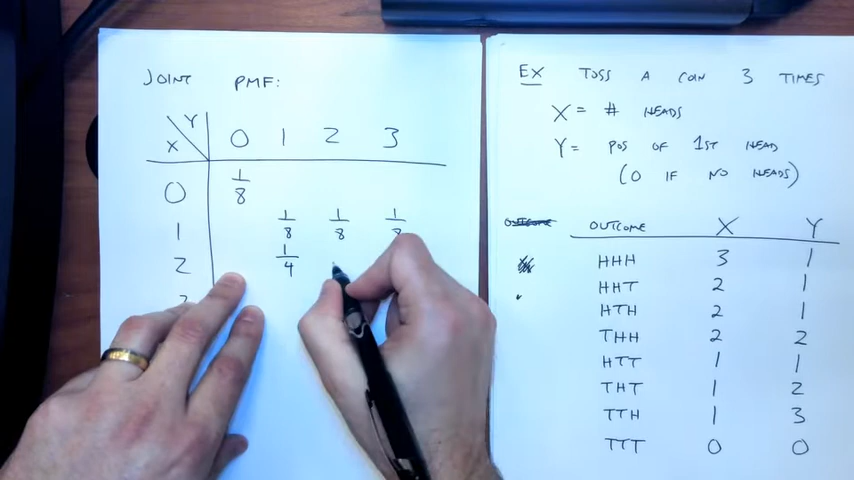 JOINT PMF:
Y
X 0 1 2 3
0 1/8
1 1/8 1/8 1/8
2 1/4
EX TOSS A COIN 3 TIMES
X = # HEADS
Y = POS OF 1ST HEAD
(0 IF NO HEADS)
OUTCOME X Y
HHH 3 1
HHT 2 1
HTH 2 1
THH 2 2
HTT 1 1
THT 1 2
TTH 1 3
TTT 0 0